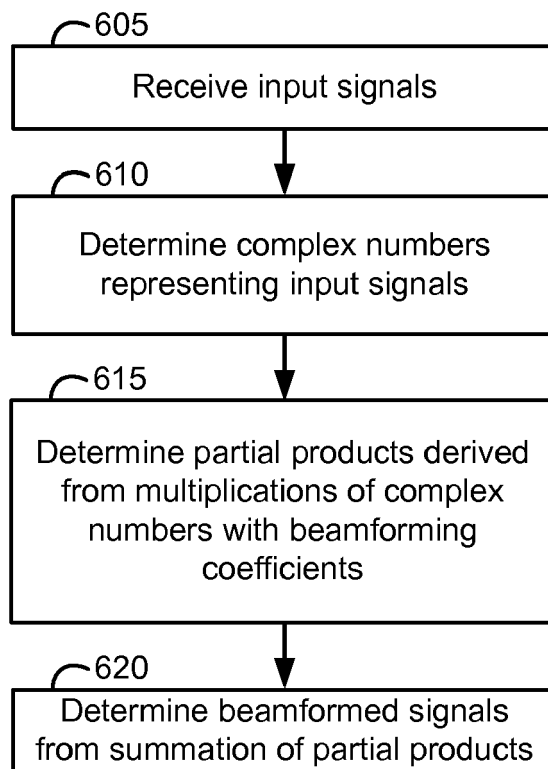 605
Receive input signals
610
Determine complex numbers
representing input signals
615
Determine partial products derived
from multiplications of complex
numbers with beamforming
coefficients
620
Determine beamformed signals
from summation of partial products